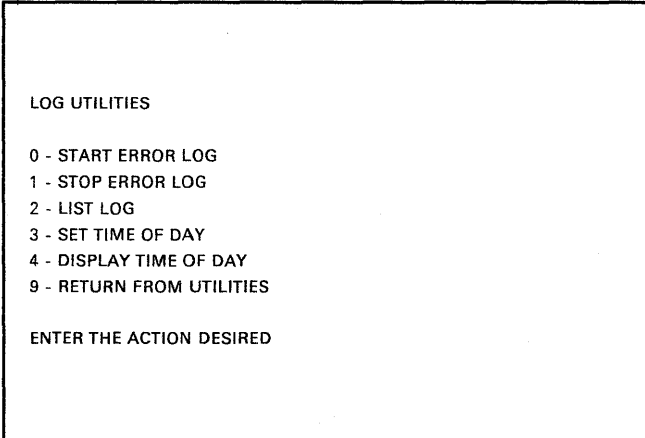 LOG UTILITIES
0 - START ERROR LOG
1 - STOP ERROR LOG
2 - LIST LOG
3 - SET TIME OF DAY
4 - DISPLAY TIME OF DAY
9 - RETURN FROM UTILITIES
ENTER THE ACTION DESIRED